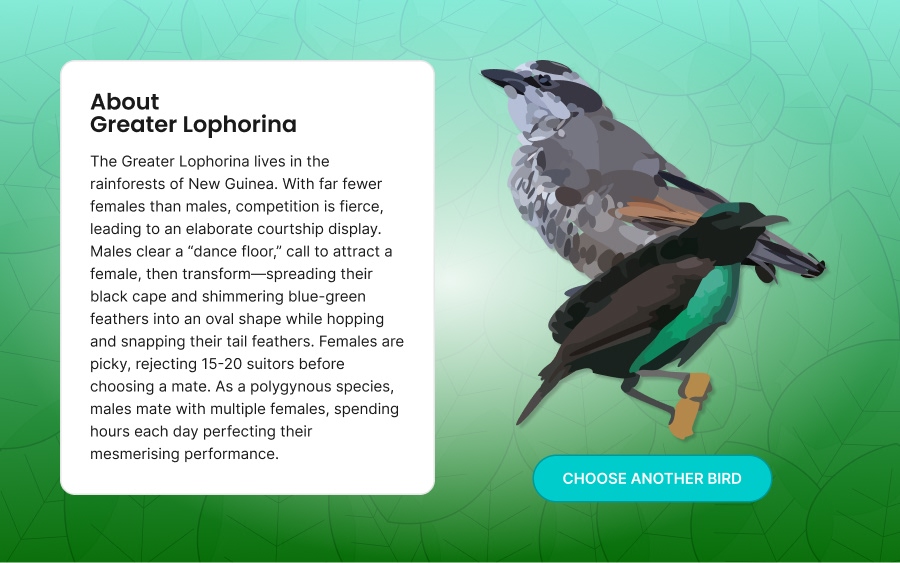 About
Greater Lophorina
The Greater Lophorina lives in the
rainforests of New Guinea. With far fewer
females than males, competition is fierce,
leading to an elaborate courtship display.
Males clear a “dance floor,” call to attract a
female, then transform—spreading their
black cape and shimmering blue-green
feathers into an oval shape while hopping
and snapping their tail feathers. Females are
picky, rejecting 15-20 suitors before
choosing a mate. As a polygynous species,
males mate with multiple females, spending
hours each day perfecting their
mesmerising performance.
CHOOSE ANOTHER BIRD